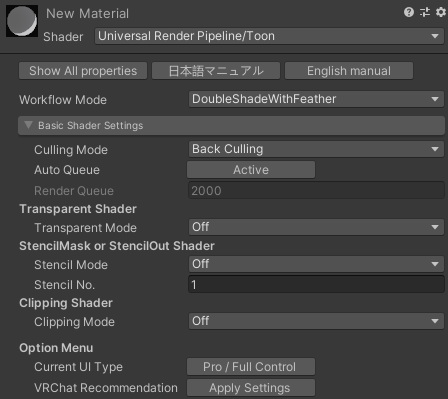 New Material
Shader Universal Render Pipeline/Toon
Show All properties 日本語マニュアル English manual
Workflow Mode DoubleShadeWithFeather
Basic Shader Settings
Culling Mode Back Culling
Auto Queue Active
Render Queue 2000
Transparent Shader
Transparent Mode Off
StencilMask or StencilOut Shader
Stencil Mode Off
Stencil No. 1
Clipping Shader
Clipping Mode Off
Option Menu
Current UI Type Pro / Full Control
VRChat Recommendation Apply Settings